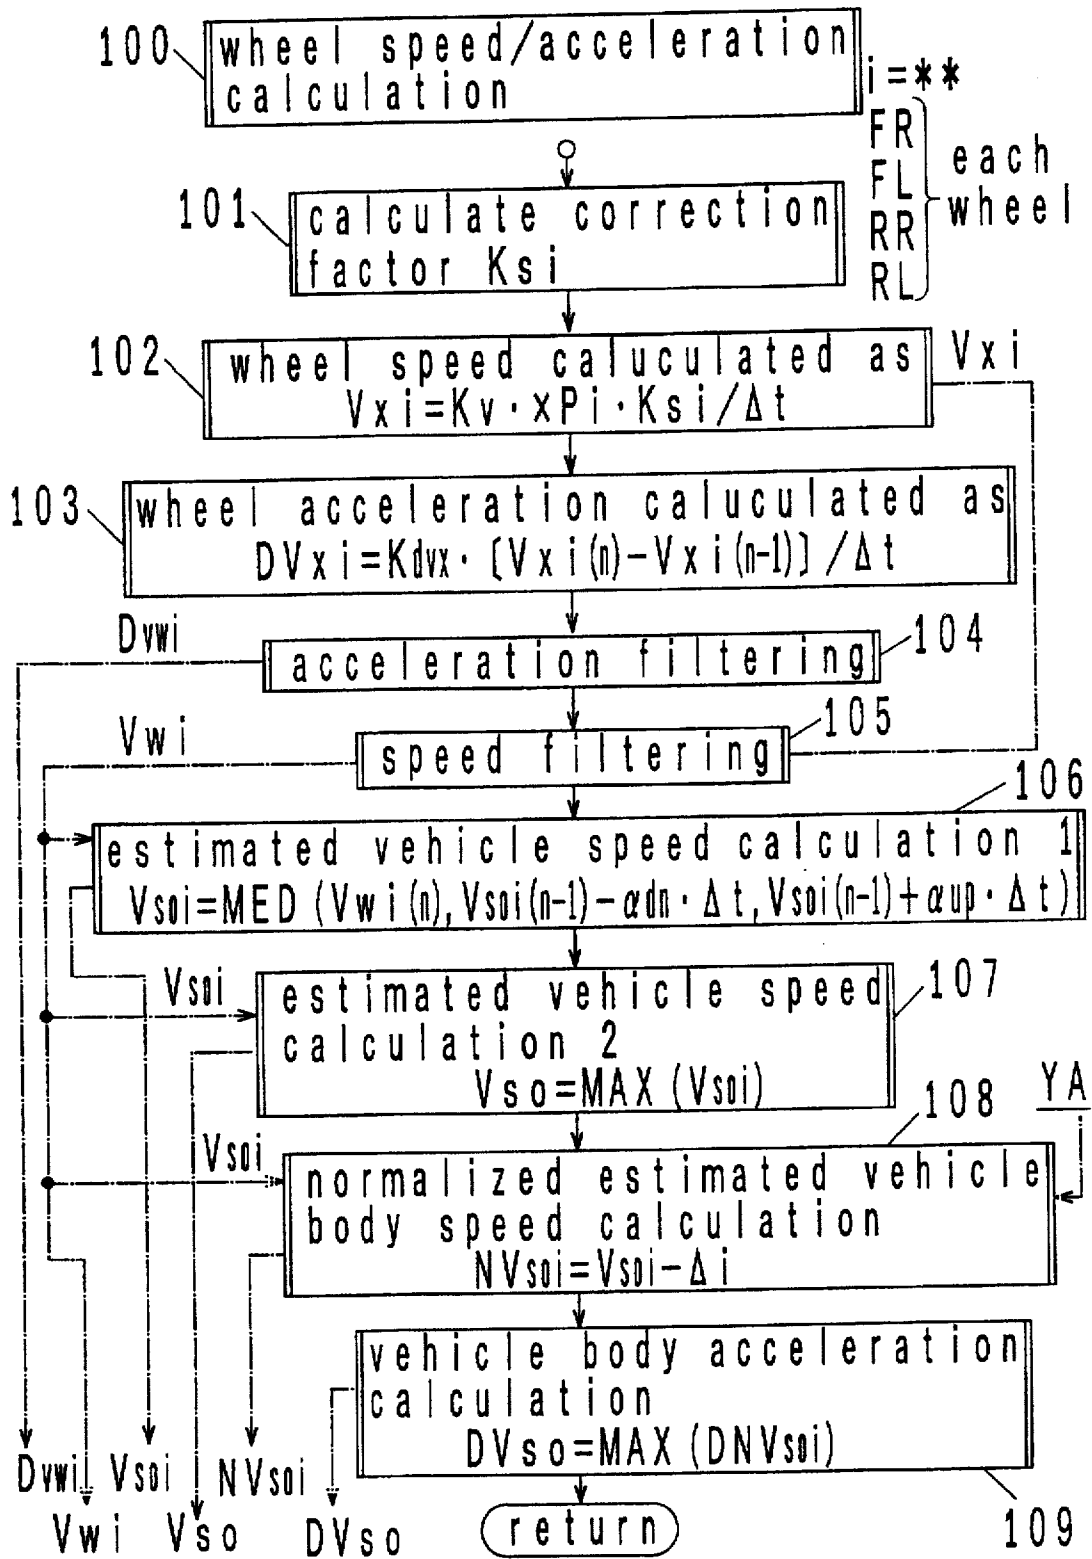 100
wheel speed/acceleration
calculation
i=**
FR
FL
RR
RL
each
wheel
101
calculate correction
factor Ksi
102
wheel speed caluculated as
Vxi=Kv·×Pi·Ksi/Δt
Vxi
103
wheel acceleration caluculated as
DVxi=Kdvx·[Vxi(n)-Vxi(n-1)]/Δt
Dvwi
acceleration filtering
104
Vwi
speed filtering
105
106
estimated vehicle speed calculation 1
Vsoi=MED(Vwi(n),Vsoi(n-1)-αdn·Δt,Vsoi(n-1)+αup·Δt)
Vsoi
estimated vehicle speed
calculation 2
Vso=MAX(Vsoi)
107
108
YA
Vsoi
normalized estimated vehicle
body speed calculation
NVsoi=Vsoi-Δi
vehicle body acceleration
calculation
DVso=MAX(DNVsoi)
109
Dvwi
Vsoi
NVsoi
Vwi
Vso
DVso
return